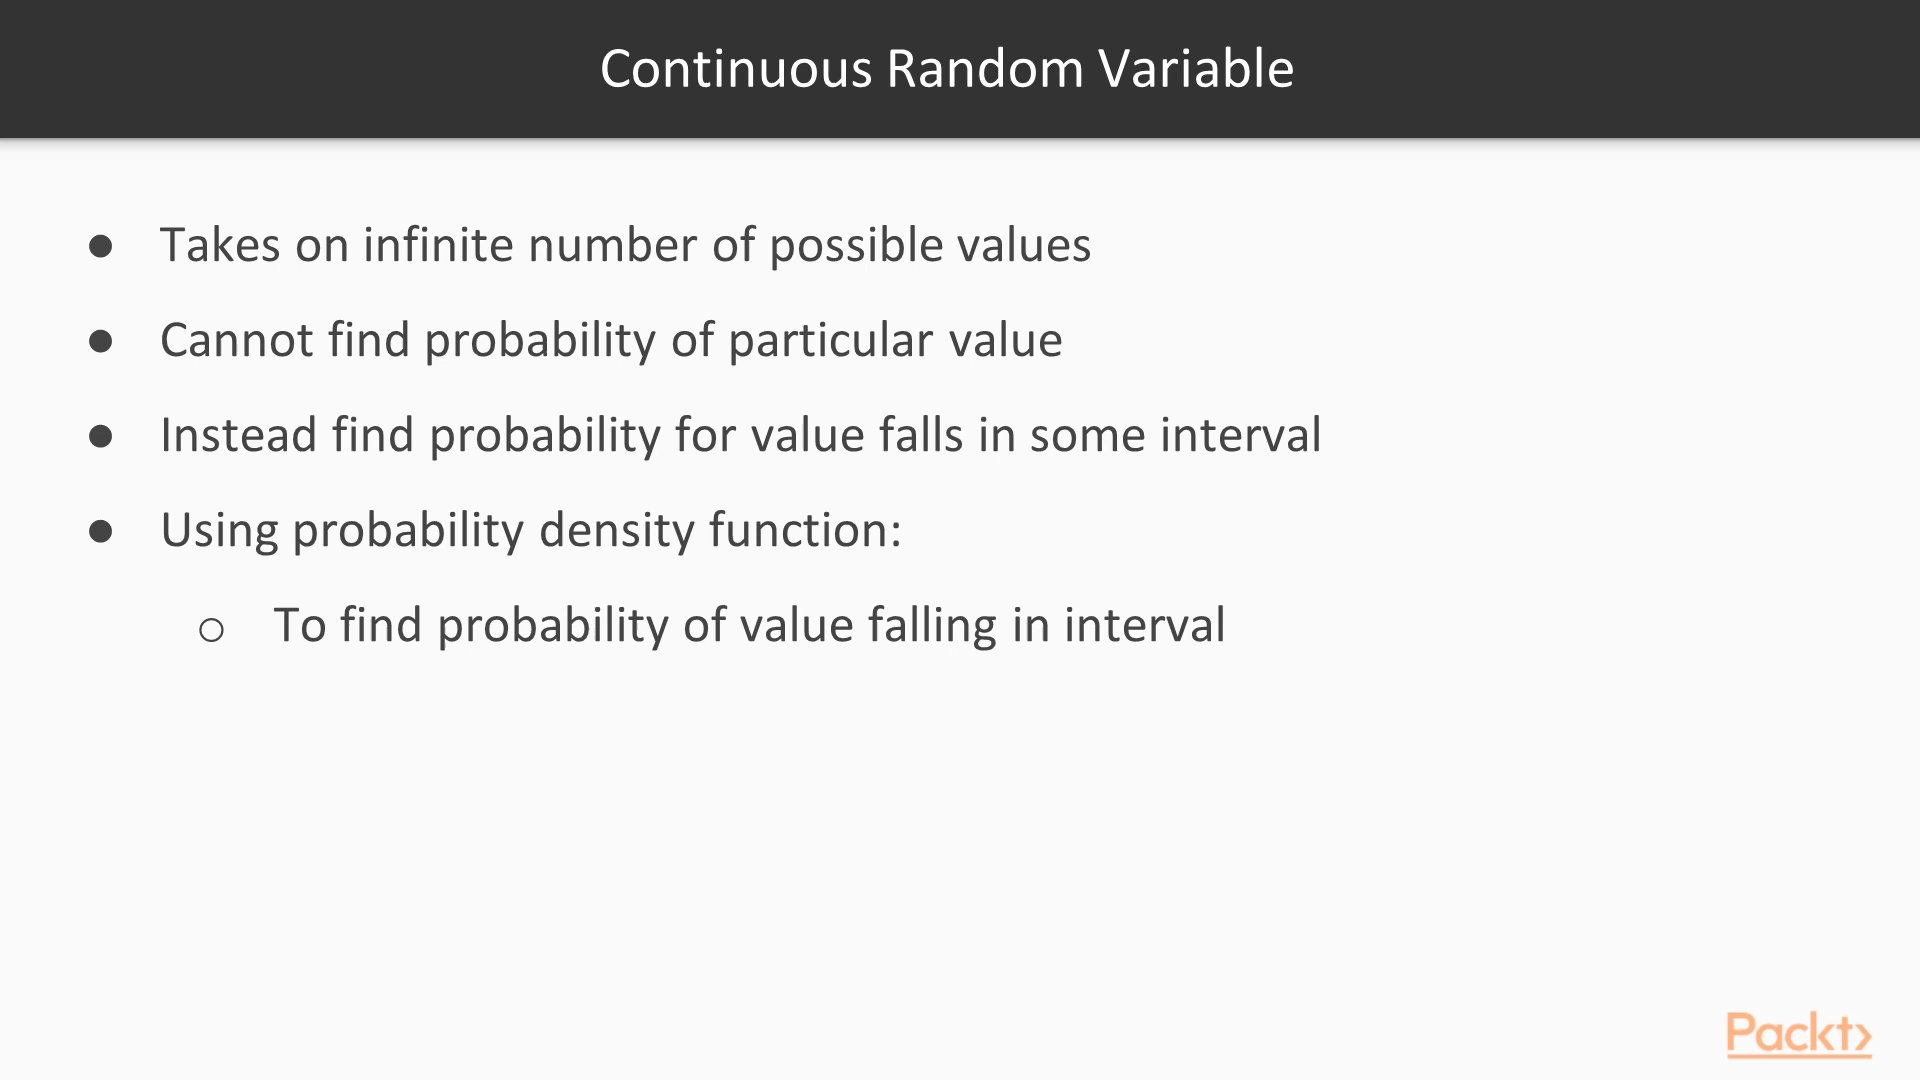 Continuous Random Variable
● Takes on infinite number of possible values
● Cannot find probability of particular value
● Instead find probability for value falls in some interval
● Using probability density function:
○ To find probability of value falling in interval
Packt>